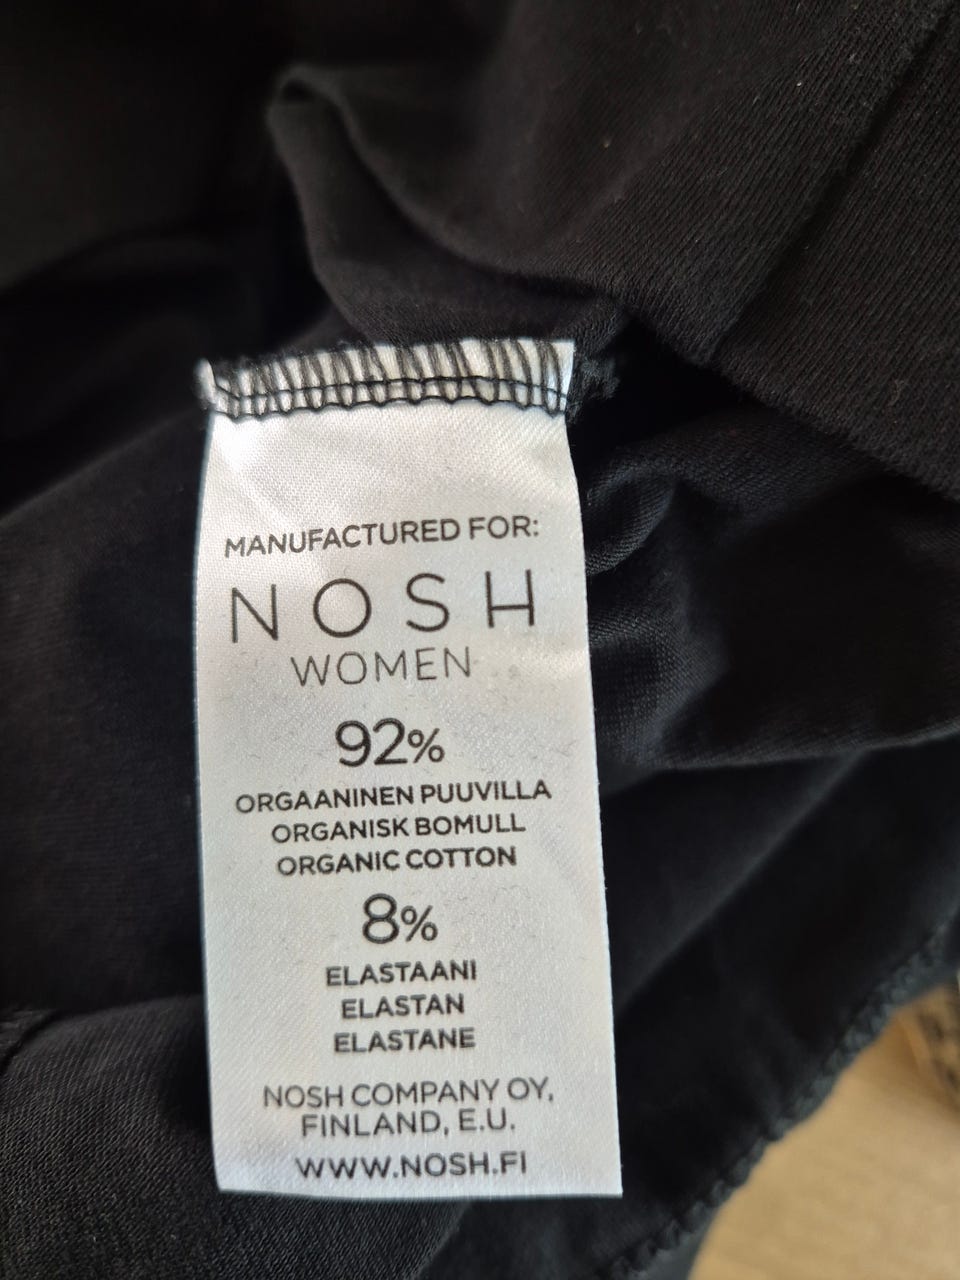 MANUFACTURED FOR:
NOSH
WOMEN
92%
ORGAANINEN PUUVILLA
ORGANISK BOMULL
ORGANIC COTTON
8%
ELASTAANI
ELASTAN
ELASTANE
NOSH COMPANY OY,
FINLAND, E.U.
WWW.NOSH.FI